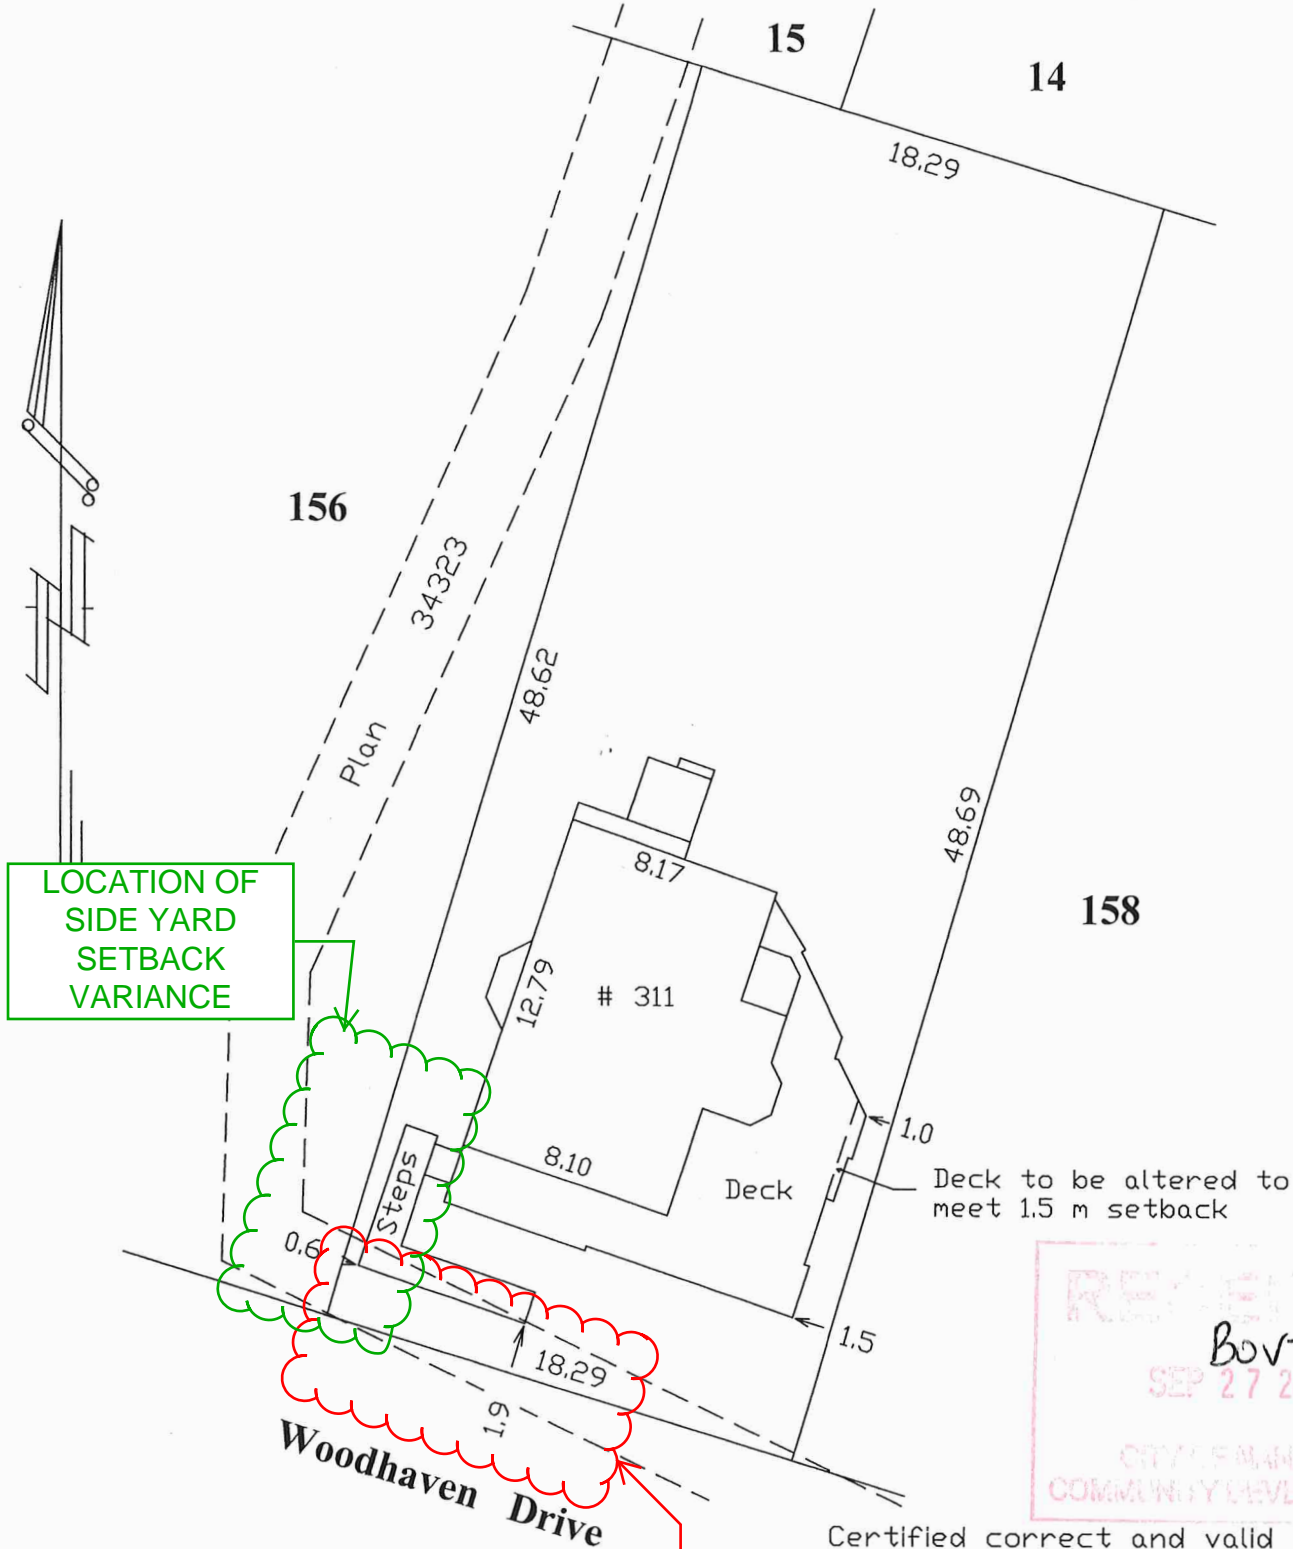 15
14
18.29
156
34323
Plan
48.62
48.69
8.17
158
LOCATION OF
SIDE YARD
SETBACK
VARIANCE
12.79
# 311
1.0
8.10
Steps
Deck
Deck to be altered to
meet 1.5 m setback
0.6
1.5
18.29
1.9
SEP 27 2
Woodhaven Drive
Certified correct and valid